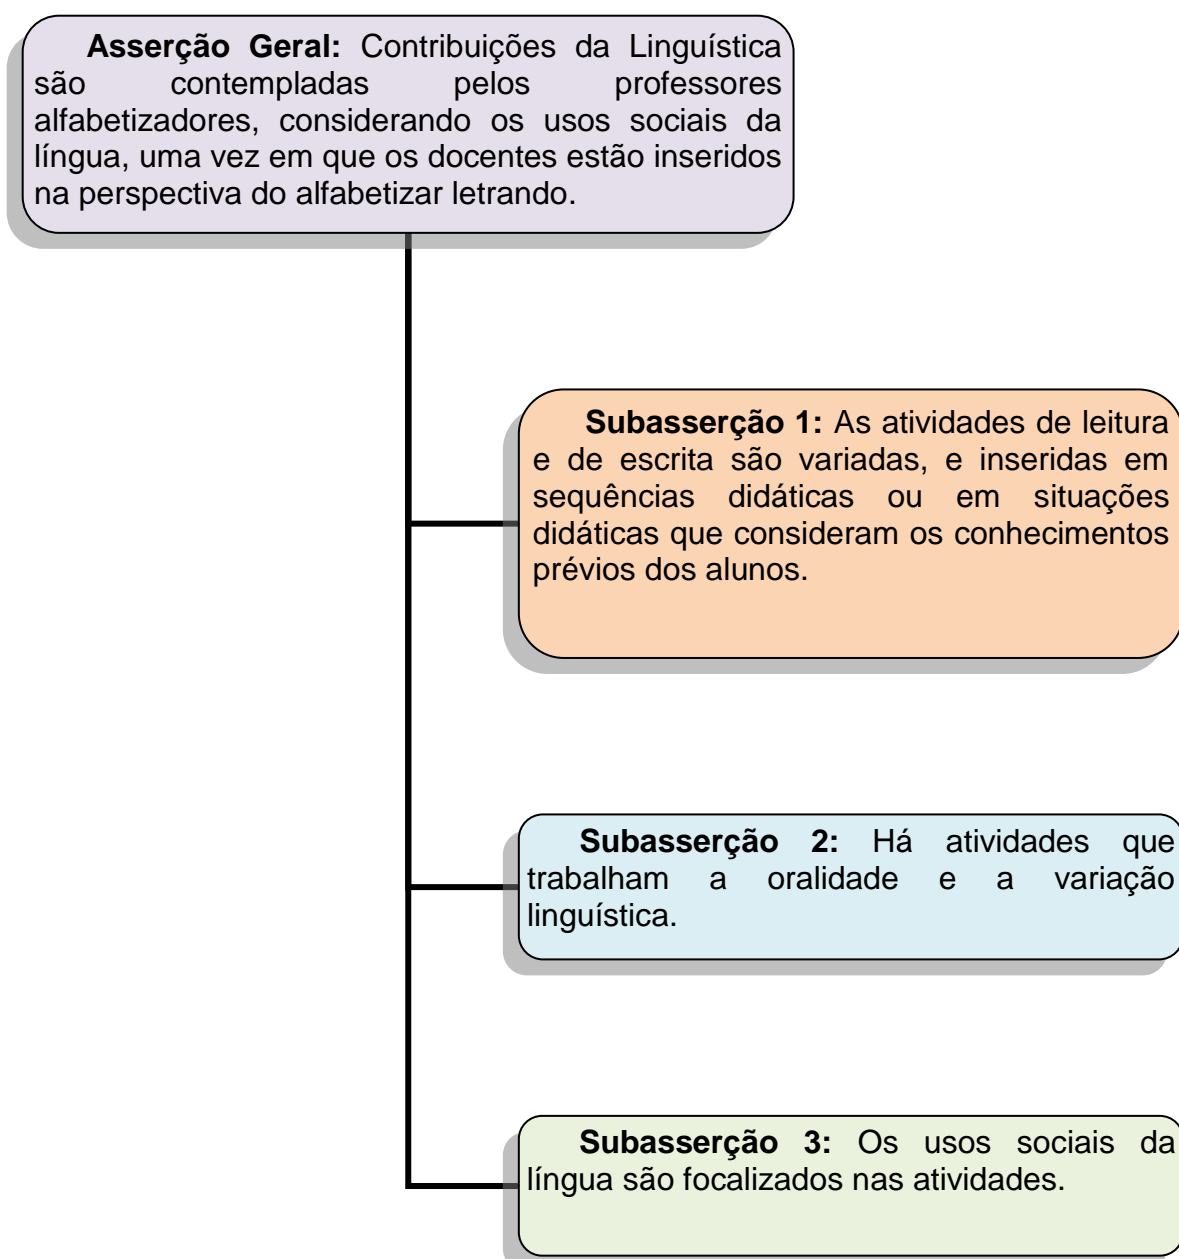 Asserção Geral: Contribuições da Linguística
são contempladas pelos professores
alfabetizadores, considerando os usos sociais da
língua, uma vez em que os docentes estão inseridos
na perspectiva do alfabetizar letrando.
Subasserção 1: As atividades de leitura
e de escrita são variadas, e inseridas em
sequências didáticas ou em situações
didáticas que consideram os conhecimentos
prévios dos alunos.
Subasserção 2: Há atividades que
trabalham a oralidade e a variação
linguística.
Subasserção 3: Os usos sociais da
língua são focalizados nas atividades.